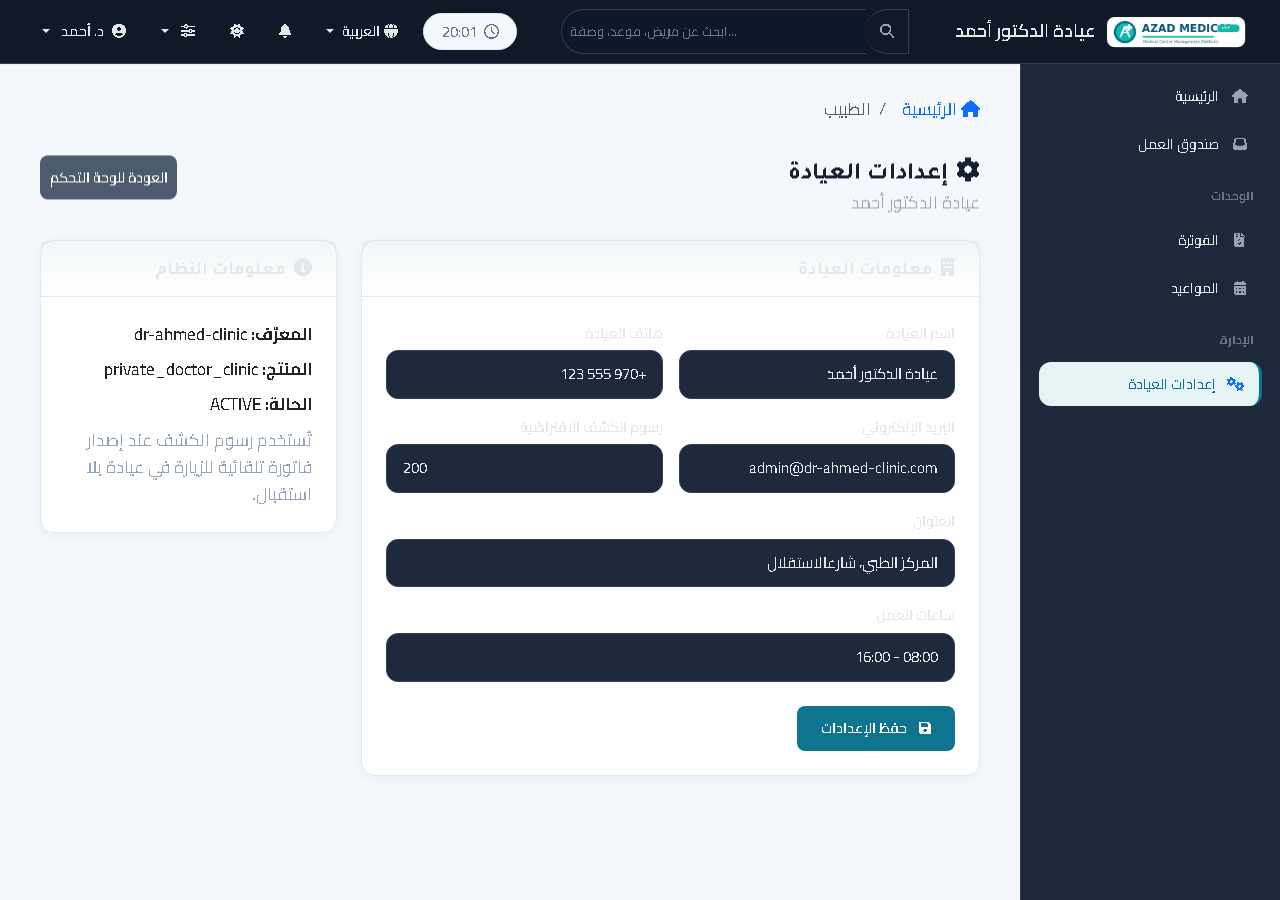 AZAD MEDIC
Medical Center Management Platform
عيادة الدكتور أحمد
ابحث عن مريض، موعد، وصفة...
20:01
العربية
د. أحمد
الرئيسية
صندوق العمل
الوحدات
الفوترة
المواعيد
الإدارة
إعدادات العيادة
الرئيسية / الطبيب
إعدادات العيادة
عيادة الدكتور أحمد
العودة للوحة التحكم
معلومات العيادة
اسم العيادة
عيادة الدكتور أحمد
هاتف العيادة
+970 555 123
البريد الإلكتروني
admin@dr-ahmed-clinic.com
رسوم الكشف الافتراضية
200
العنوان
المركز الطبي، شارعالاستقلال
ساعات العمل
08:00 - 16:00
حفظ الإعدادات
معلومات النظام
المعرّف: dr-ahmed-clinic
المنتج: private_doctor_clinic
الحالة: ACTIVE
تُستخدم رسوم الكشف عند إصدار
فاتورة تلقائية للزيارة في عيادة بلا
استقبال.